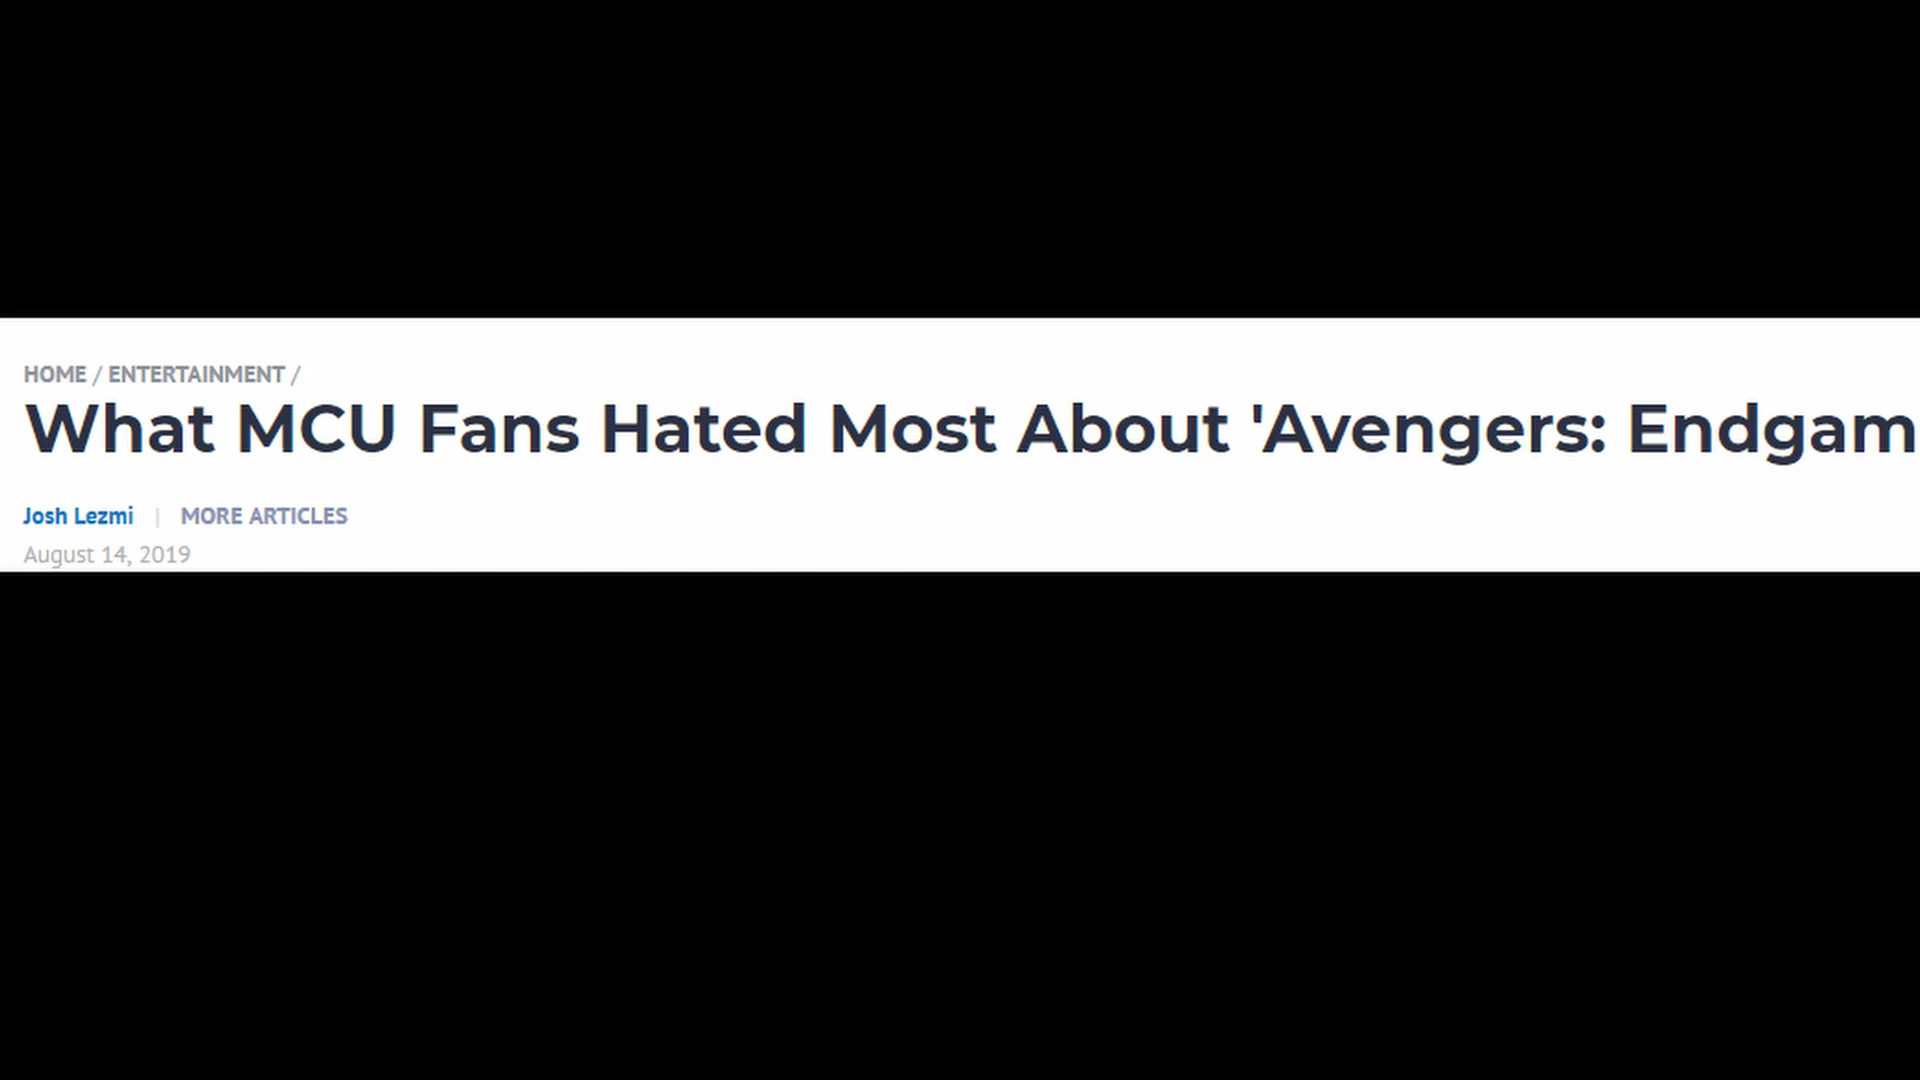 HOME / ENTERTAINMENT /
What MCU Fans Hated Most About 'Avengers: Endgam
Josh Lezmi | MORE ARTICLES
August 14, 2019